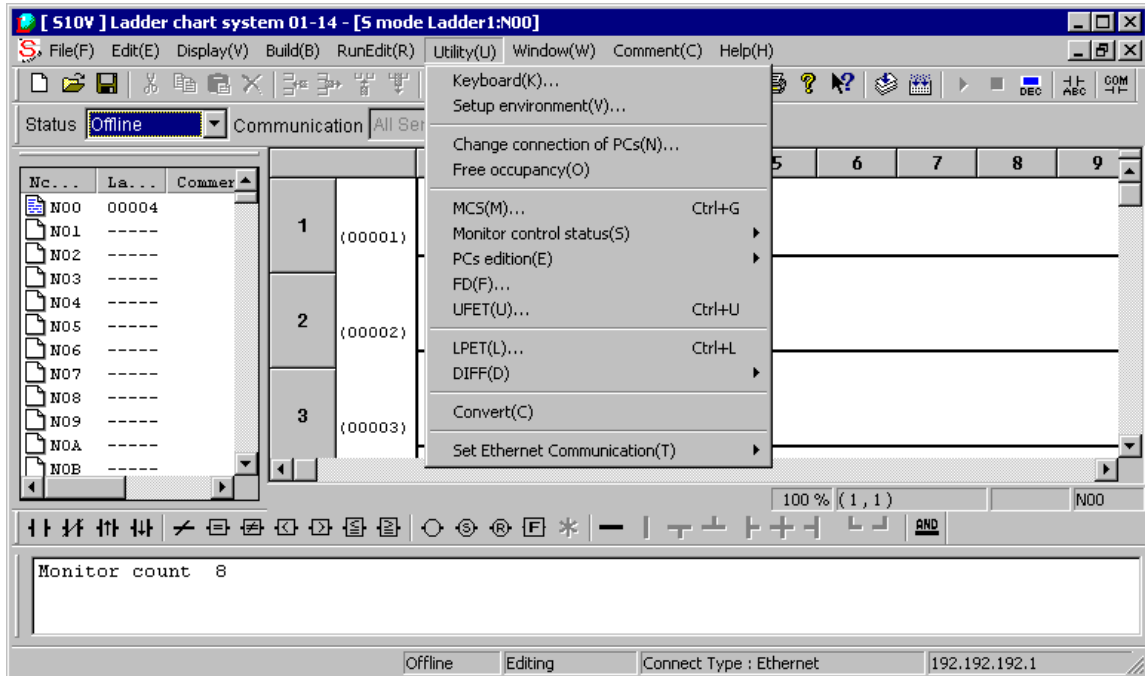 [ S10V ] Ladder chart system 01-14 - [S mode Ladder1:N00]
File(F) Edit(E) Display(V) Build(B) RunEdit(R) Utility(U) Window(W) Comment(C) Help(H)
DEC ABC COM
Status Offline Communication All Ser
Keyboard(K)...
Setup environment(V)...
Change connection of PCs(N)...
Free occupancy(O)
MCS(M)... Ctrl+G
Monitor control status(S)
PCs edition(E)
FD(F)...
UFET(U)... Ctrl+U
LPET(L)... Ctrl+L
DIFF(D)
Convert(C)
Set Ethernet Communication(T)
Nc... La... Commer
N00 00004
N01 -----
N02 -----
N03 -----
N04 -----
N05 -----
N06 -----
N07 -----
N08 -----
N09 -----
N0A -----
N0B -----
5 6 7 8 9
1 (00001)
2 (00002)
3 (00003)
100 % (1,1) N00
S R F AND
Monitor count 8
Offline Editing Connect Type : Ethernet 192.192.192.1